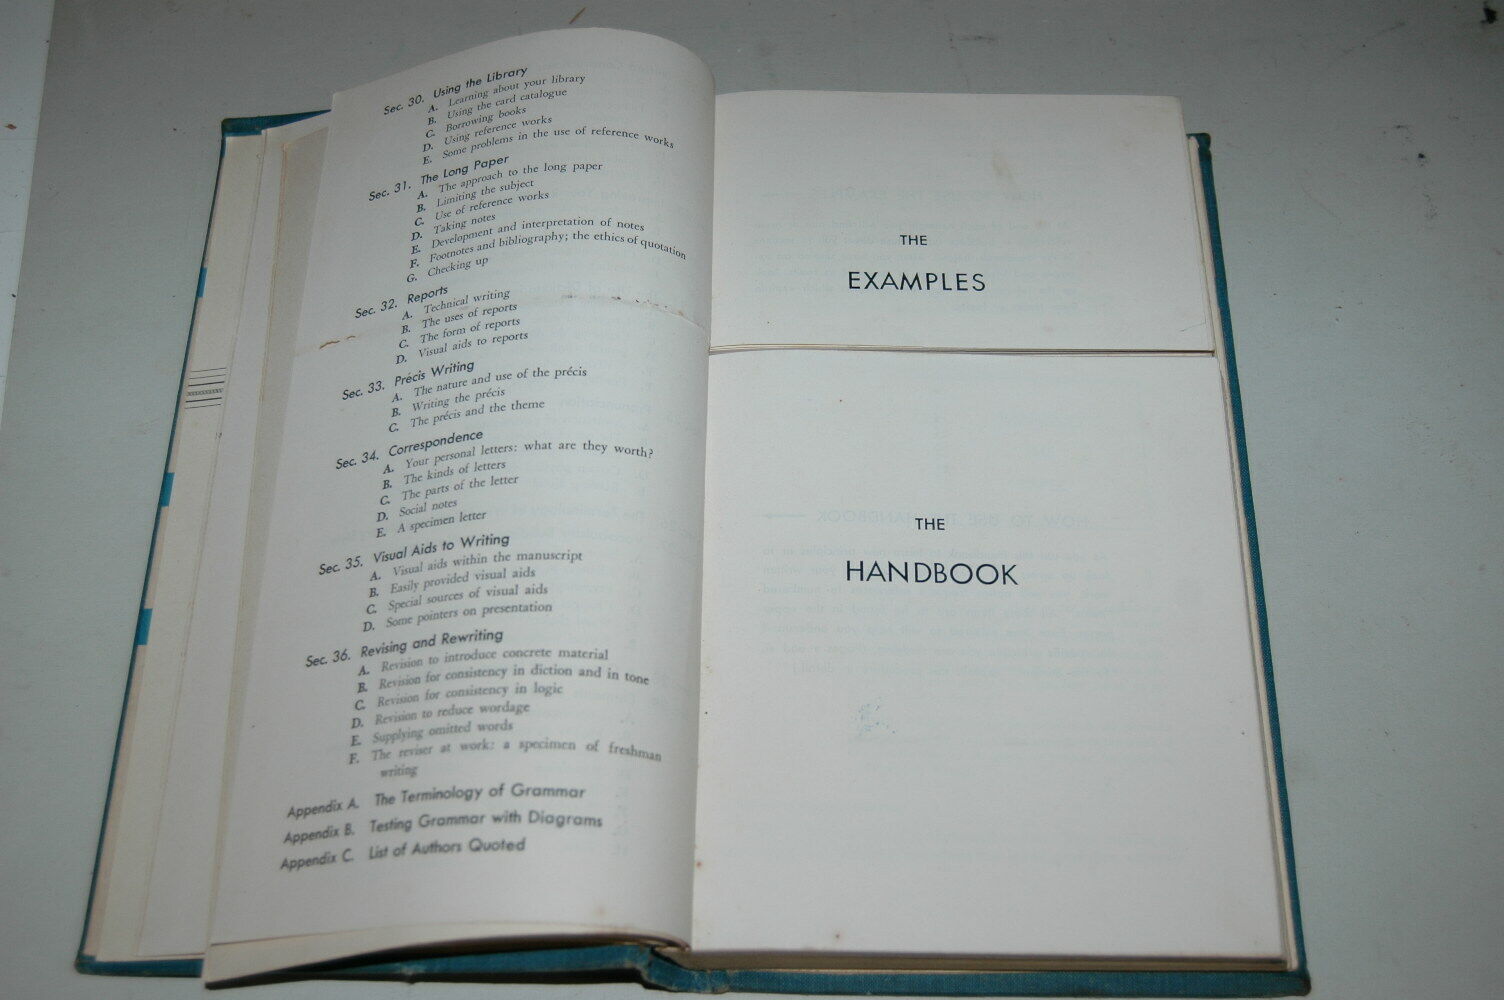 Sec. 30. Using the Library
A. Learning about your library
B. Using the card catalogue
C. Borrowing books
D. Using reference works
E. Some problems in the use of reference works
Sec. 31. The Long Paper
A. The approach to the long paper
B. Limiting the subject
C. Use of reference works
D. Taking notes
E. Development and interpretation of notes
F. Footnotes and bibliography; the ethics of quotation
G. Checking up
Sec. 32. Reports
A. Technical writing
B. The uses of reports
C. The form of reports
D. Visual aids to reports
Sec. 33. Précis Writing
A. The nature and use of the précis
B. Writing the précis
C. The précis and the theme
Sec. 34. Correspondence
A. Your personal letters: what are they worth?
B. The kinds of letters
C. The parts of the letter
D. Social notes
E. A specimen letter
Sec. 35. Visual Aids to Writing
A. Visual aids within the manuscript
B. Easily provided visual aids
C. Special sources of visual aids
D. Some pointers on presentation
Sec. 36. Revising and Rewriting
A. Revision to introduce concrete material
B. Revision for consistency in diction and in tone
C. Revision for consistency in logic
D. Revision to reduce wordage
E. Supplying omitted words
F. The reviser at work: a specimen of freshman
writing
Appendix A. The Terminology of Grammar
Appendix B. Testing Grammar with Diagrams
Appendix C. List of Authors Quoted
THE
EXAMPLES
THE
HANDBOOK